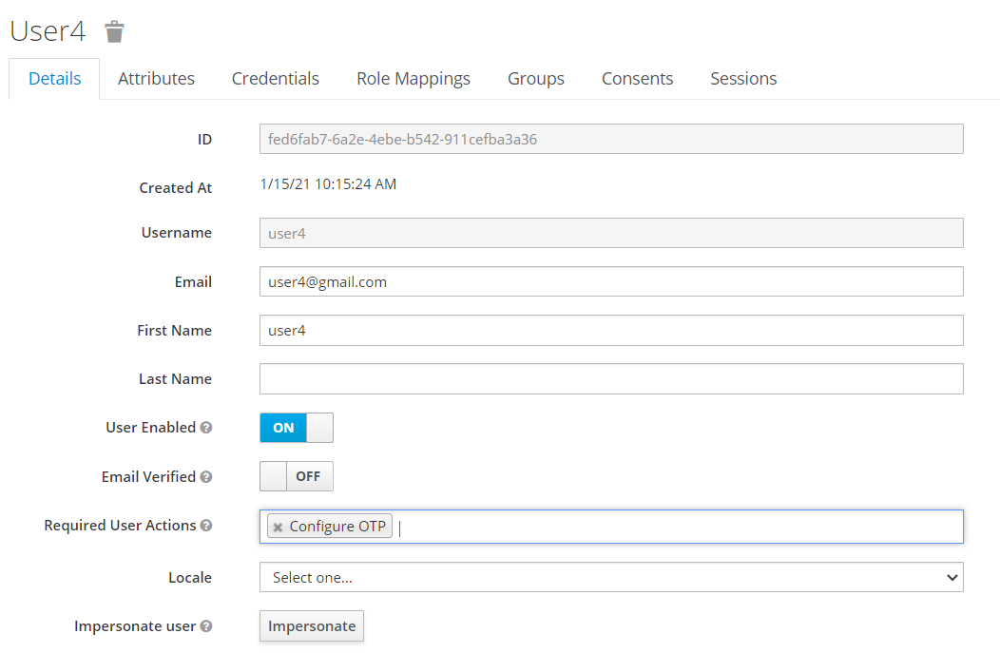 User4
Details Attributes Credentials Role Mappings Groups Consents Sessions
ID fed6fab7-6a2e-4ebe-b542-911cefba3a36
Created At 1/15/21 10:15:24 AM
Username user4
Email user4@gmail.com
First Name user4
Last Name
User Enabled ON
Email Verified OFF
Required User Actions Configure OTP
Locale Select one...
Impersonate user Impersonate